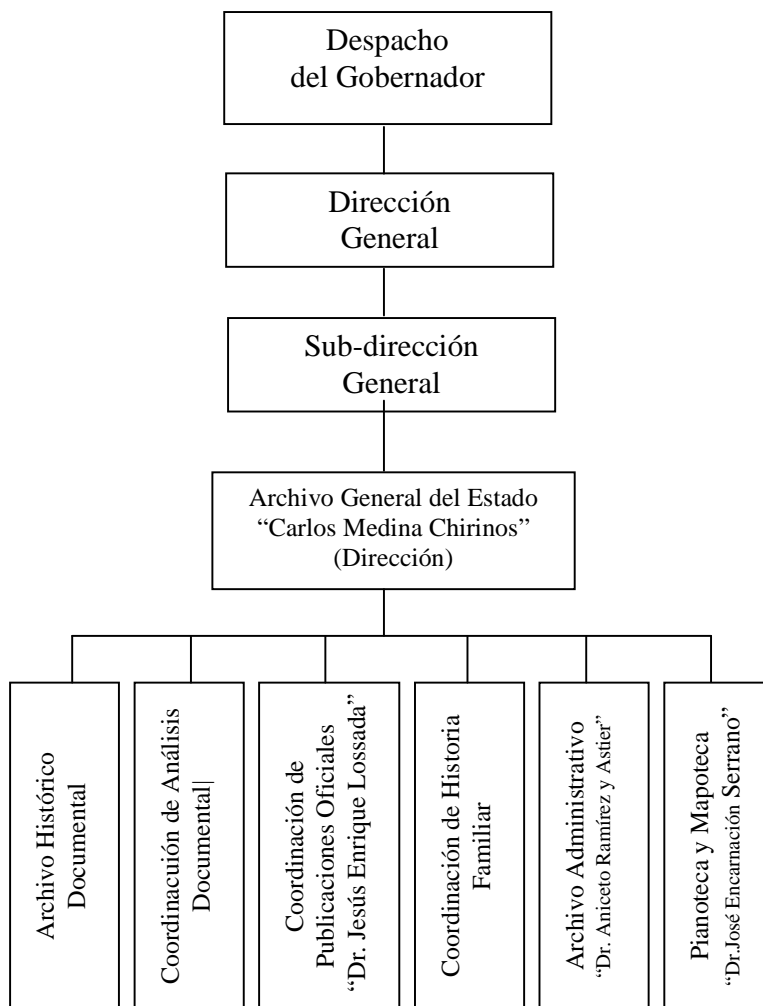 Despacho
del Gobernador
Dirección
General
Sub-dirección
General
Archivo General del Estado
“Carlos Medina Chirinos”
(Dirección)
Archivo Histórico
Documental
Coordinacuión de Análisis
Documental|
Coordinación de
Publicaciones Oficiales
“Dr. Jesús Enrique Lossada”
Coordinación de Historia
Familiar
Archivo Administrativo
“Dr. Aniceto Ramírez y Astier”
Pianoteca y Mapoteca
“Dr.José Encarnación Serrano”